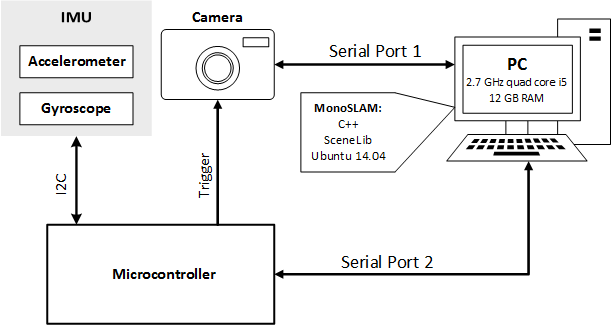 IMU
Accelerometer
Gyroscope
Camera
Serial Port 1
PC
2.7 GHz quad core i5
12 GB RAM
MonoSLAM:
C++
SceneLib
Ubuntu 14.04
I2C
Trigger
Microcontroller
Serial Port 2